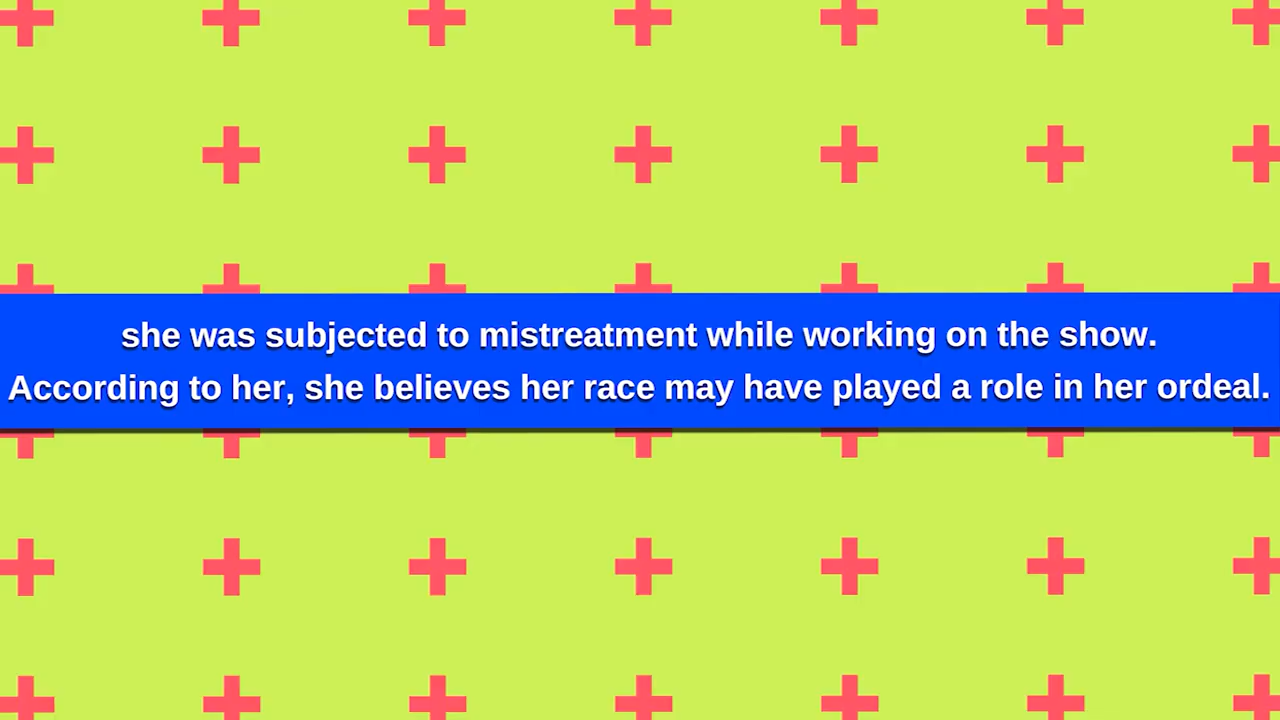 she was subjected to mistreatment while working on the show.
According to her, she believes her race may have played a role in her ordeal.